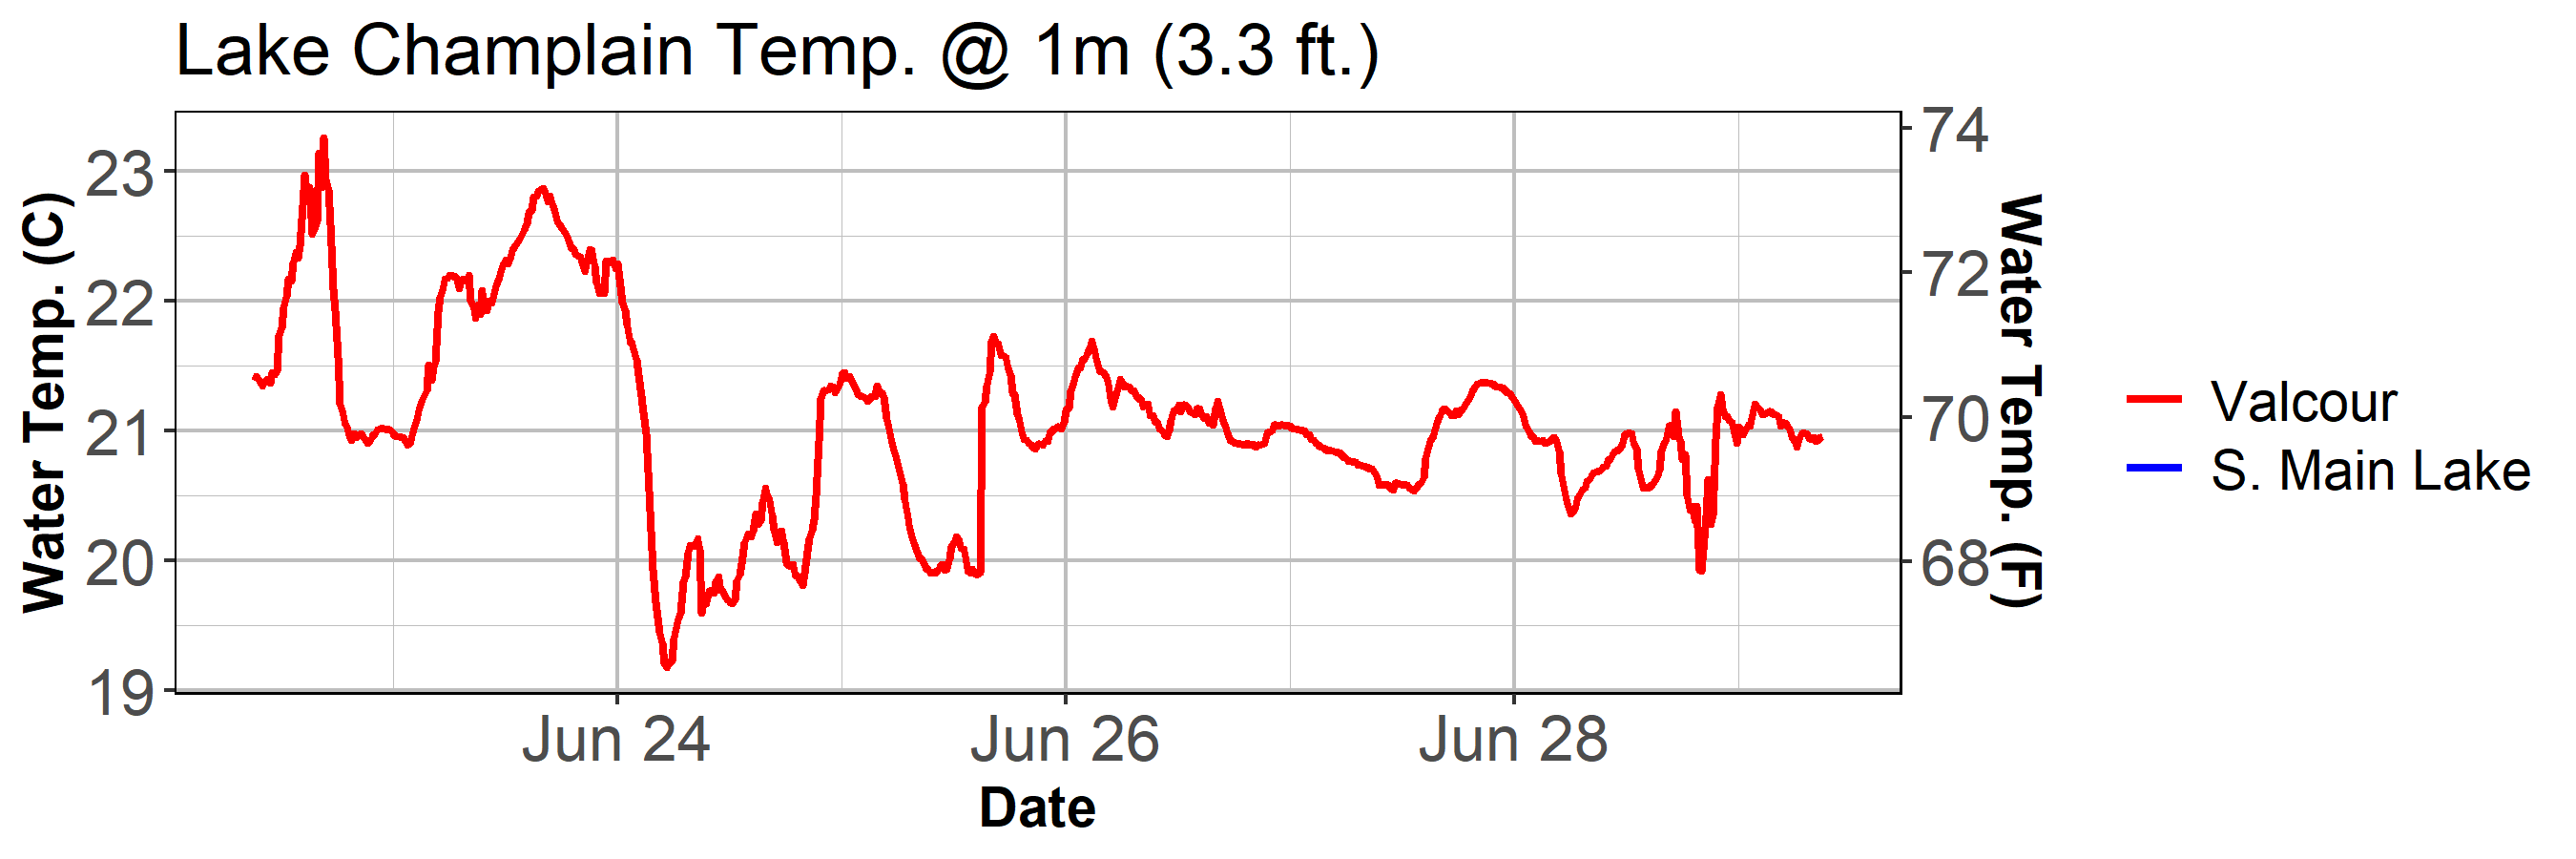 Lake Champlain Temp. @ 1m (3.3 ft.)
Water Temp. (C)
23
22
21
20
19
74
72
70
68
Water Temp. (F)
Jun 24
Jun 26
Jun 28
Date
Valcour
S. Main Lake